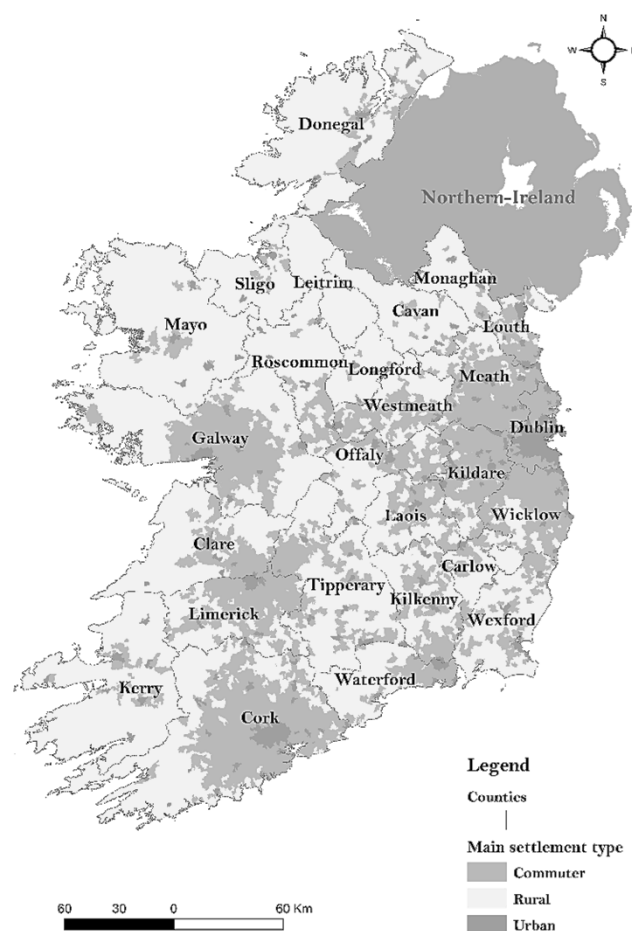 N
W
S
Donegal
Northern-Ireland
Monaghan
Sligo
Leitrim
Cavan
Louth
Mayo
Roscommon
Longford
Meath
Westmeath
Dublin
Galway
Offaly
Kildare
Laois
Wicklow
Clare
Carlow
Tipperary
Kilkenny
Limerick
Wexford
Waterford
Kerry
Cork
Legend
Counties
Main settlement type
Commuter
Rural
Urban
60 30 0 60 Km